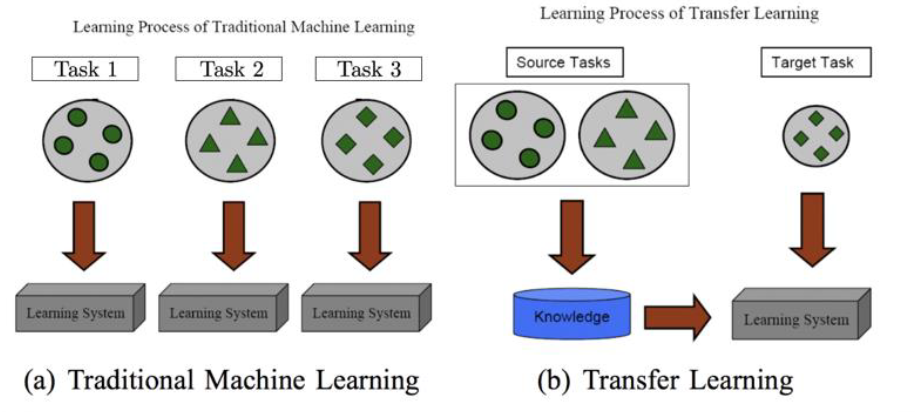 Learning Process of Traditional Machine Learning
Task 1
Task 2
Task 3
Learning System
Learning System
Learning System
(a) Traditional Machine Learning
Learning Process of Transfer Learning
Source Tasks
Target Task
Knowledge
Learning System
(b) Transfer Learning